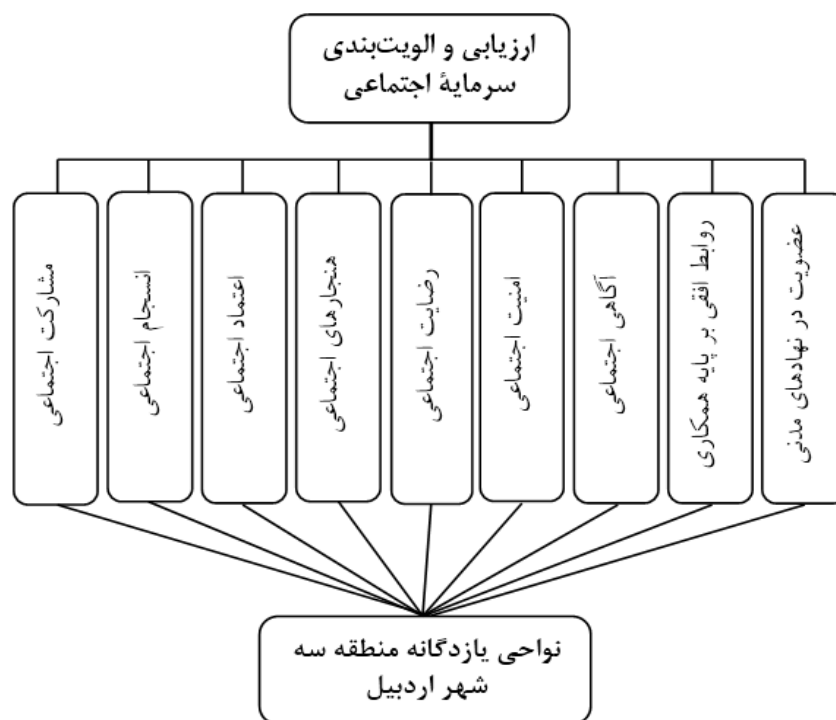 ارزیابی و الویت‌بندی
سرمایهٔ اجتماعی
عضویت در نهادهای مدنی
روابط افقی بر پایه همکاری
آگاهی اجتماعی
امنیت اجتماعی
رضایت اجتماعی
هنجارهای اجتماعی
اعتماد اجتماعی
انسجام اجتماعی
مشارکت اجتماعی
نواحی یازدگانه منطقه سه
شهر اردبیل